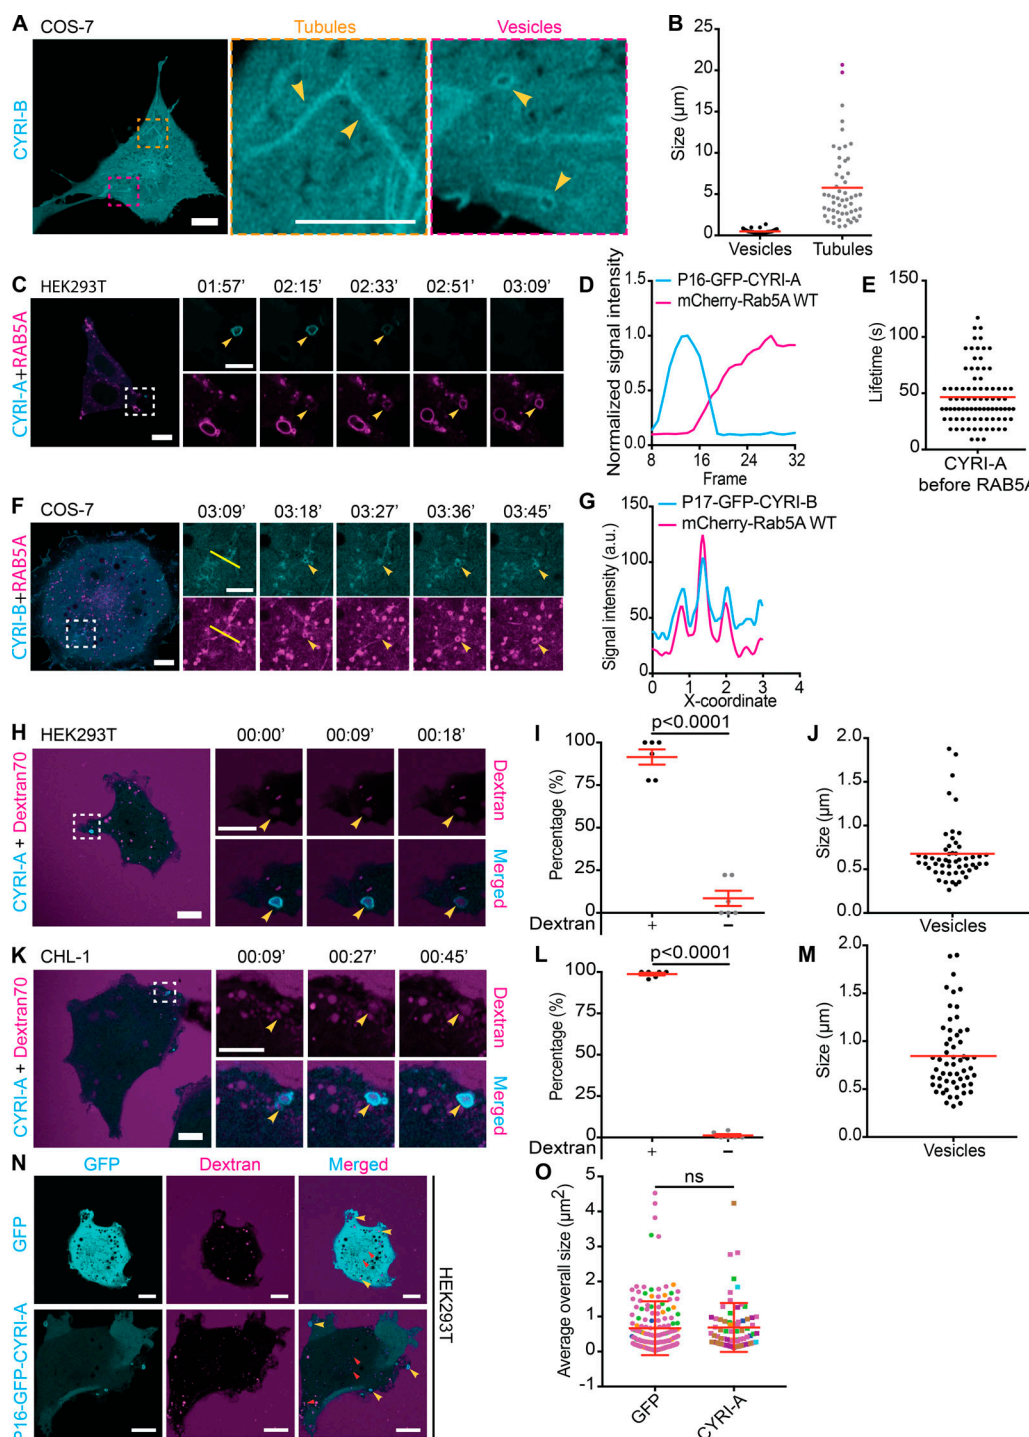 A COS-7 Tubules Vesicles
CYRI-B
B
Size (µm)
25
20
15
10
5
0
Vesicles Tubules
C HEK293T 01:57’ 02:15’ 02:33’ 02:51’ 03:09’
CYRI-A+RAB5A
D
P16-GFP-CYRI-A
mCherry-Rab5A WT
Normalized signal intensity
1.5
1.0
0.5
0.0
8 16 24 32
Frame
E
Lifetime (s)
150
100
50
0
CYRI-A
before RAB5A
F COS-7 03:09’ 03:18’ 03:27’ 03:36’ 03:45’
CYRI-B+RAB5A
G
P17-GFP-CYRI-B
mCherry-Rab5A WT
Signal intensity (a.u.)
150
100
50
0
0 1 2 3 4
X-coordinate
H HEK293T 00:00’ 00:09’ 00:18’
CYRI-A + Dextran70
Dextran
Merged
I
p<0.0001
Percentage (%)
100
75
50
25
0
Dextran + −
J
Size (µm)
2.0
1.5
1.0
0.5
0.0
Vesicles
K CHL-1 00:09’ 00:27’ 00:45’
CYRI-A + Dextran70
Dextran
Merged
L
p<0.0001
Percentage (%)
100
75
50
25
0
Dextran + −
M
Size (µm)
2.0
1.5
1.0
0.5
0.0
Vesicles
N GFP Dextran Merged
GFP
P16-GFP-CYRI-A
HEK293T
O
ns
Average overall size (µm²)
5
4
3
2
1
0
-1
GFP CYRI-A